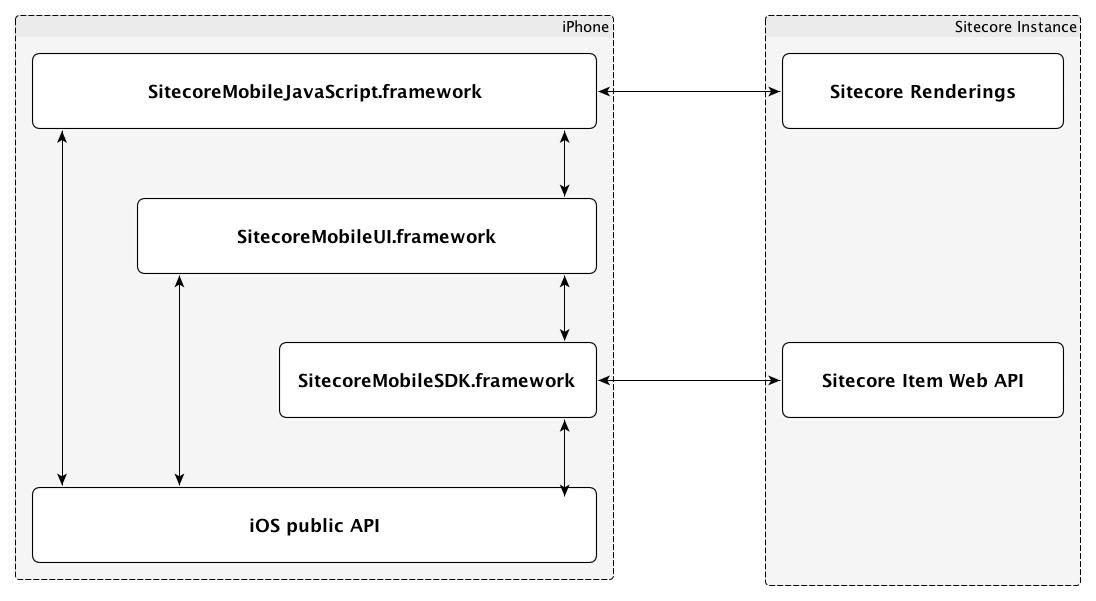 iPhone
Sitecore Instance
SitecoreMobileJavaScript.framework
Sitecore Renderings
SitecoreMobileUI.framework
SitecoreMobileSDK.framework
Sitecore Item Web API
iOS public API